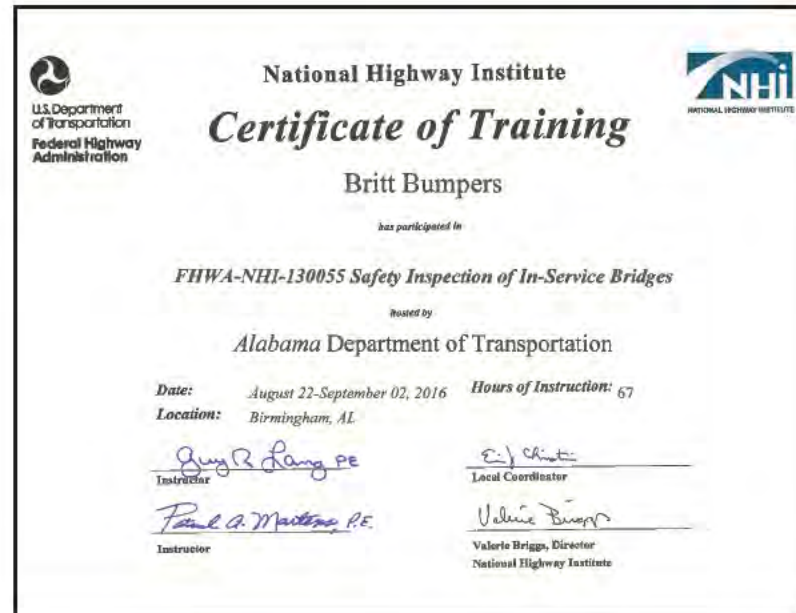 U.S. Department
of Transportation
Federal Highway
Administration
National Highway Institute
NHI
NATIONAL HIGHWAY INSTITUTE
Certificate of Training
Britt Bumpers
has participated in
FHWA-NHI-130055 Safety Inspection of In-Service Bridges
hosted by
Alabama Department of Transportation
Date: August 22-September 02, 2016 Hours of Instruction: 67
Location: Birmingham, AL
Guy R Lang PE
Instructor
Local Coordinator
Paul A. Martens, P.E.
Instructor
Valerie Briggs
Valerie Briggs, Director
National Highway Institute